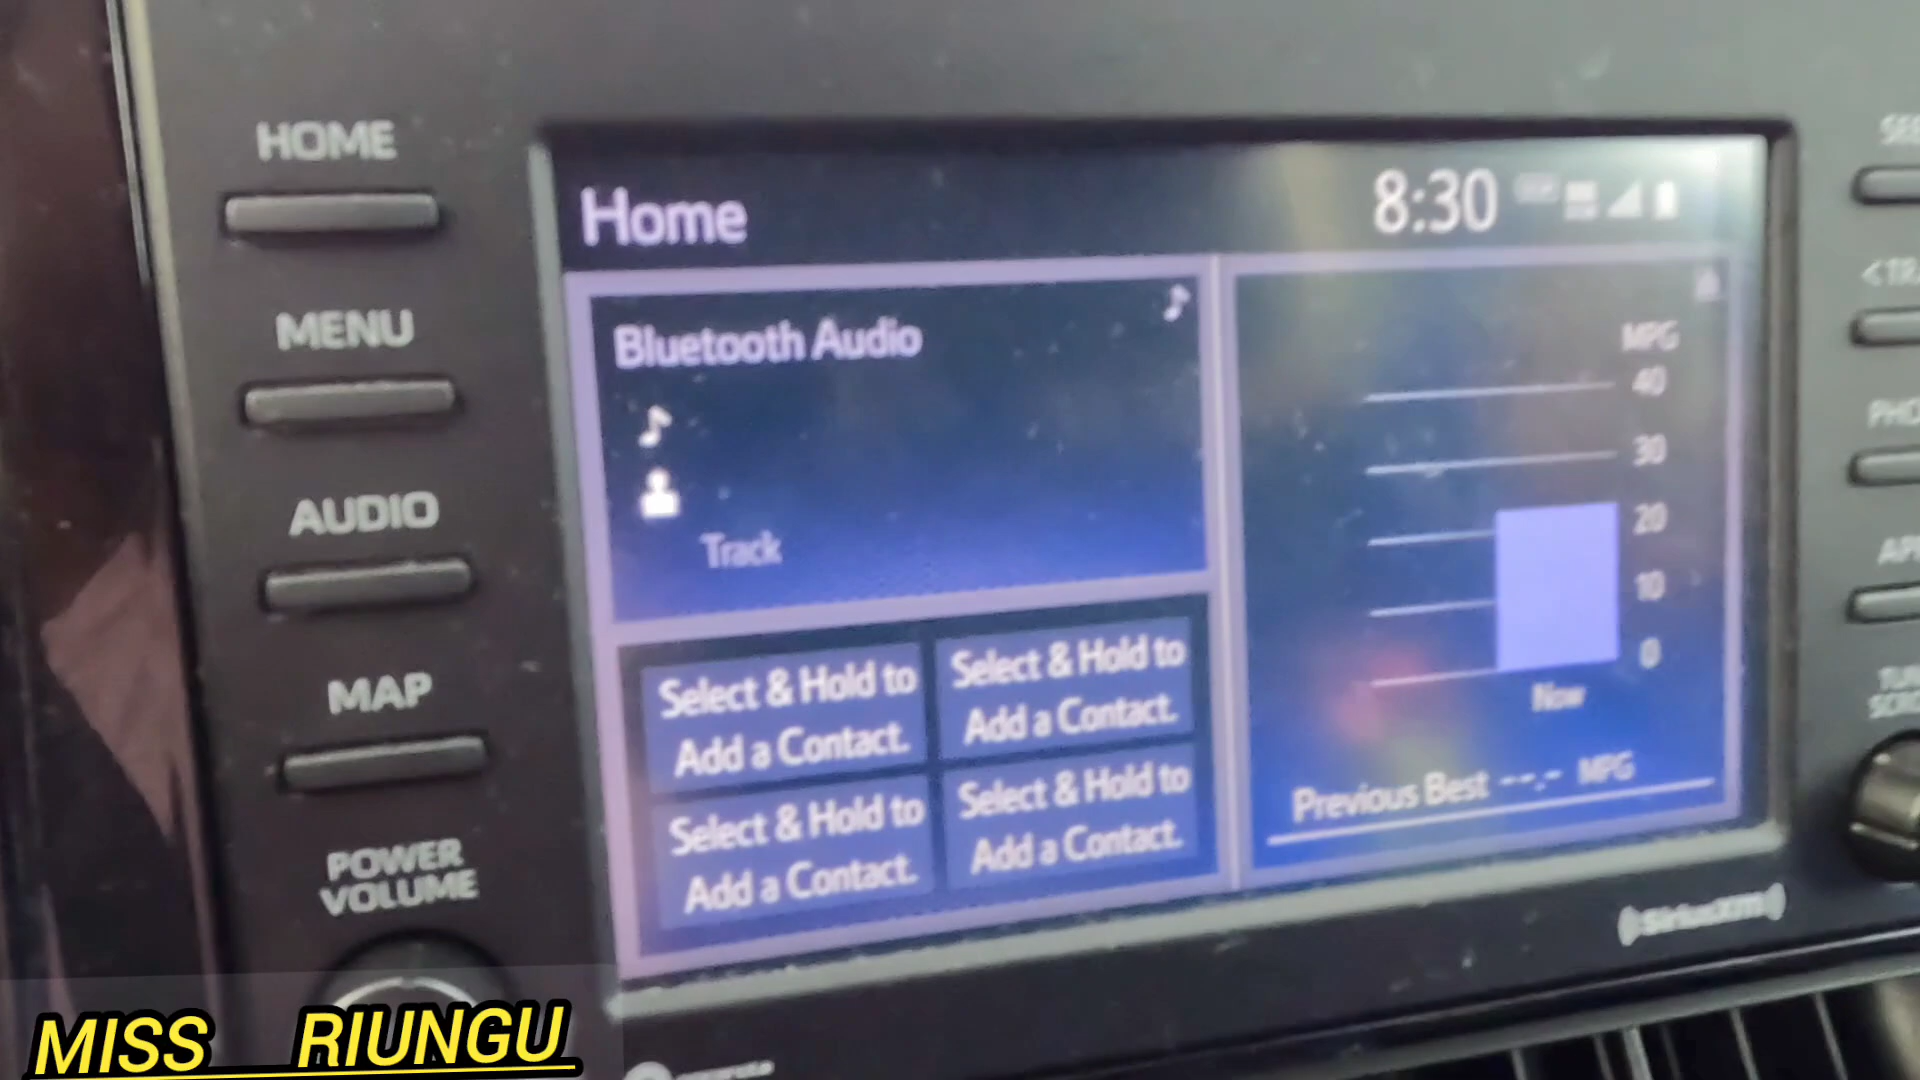 HOME
MENU
AUDIO
MAP
POWER
VOLUME
Home
8:30
Bluetooth Audio
Track
Select & Hold to
Add a Contact.
Select & Hold to
Add a Contact.
Select & Hold to
Add a Contact.
Select & Hold to
Add a Contact.
MPG
40
30
20
10
0
Now
Previous Best --.- MPG
SiriusXM
MISS RIUNGU